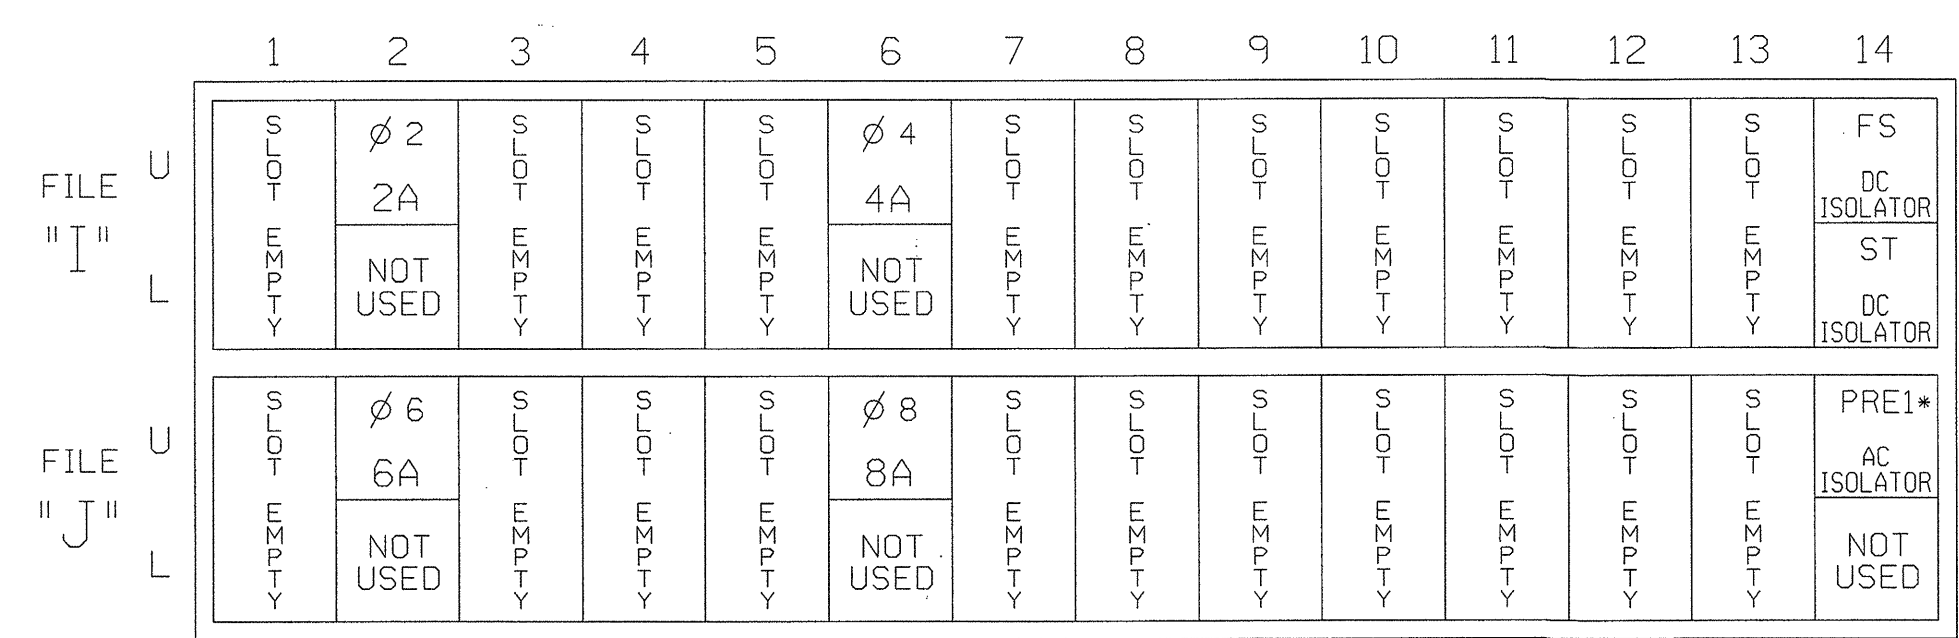 1 2 3 4 5 6 7 8 9 10 11 12 13 14
FILE "I"
U
L
SLOT EMPTY
Ø 2
2A
NOT USED
SLOT EMPTY
SLOT EMPTY
SLOT EMPTY
Ø 4
4A
NOT USED
SLOT EMPTY
SLOT EMPTY
SLOT EMPTY
SLOT EMPTY
SLOT EMPTY
SLOT EMPTY
SLOT EMPTY
FS
DC
ISOLATOR
ST
DC
ISOLATOR
FILE "J"
U
L
SLOT EMPTY
Ø 6
6A
NOT USED
SLOT EMPTY
SLOT EMPTY
SLOT EMPTY
Ø 8
8A
NOT USED
SLOT EMPTY
SLOT EMPTY
SLOT EMPTY
SLOT EMPTY
SLOT EMPTY
SLOT EMPTY
SLOT EMPTY
PRE1*
AC
ISOLATOR
NOT USED